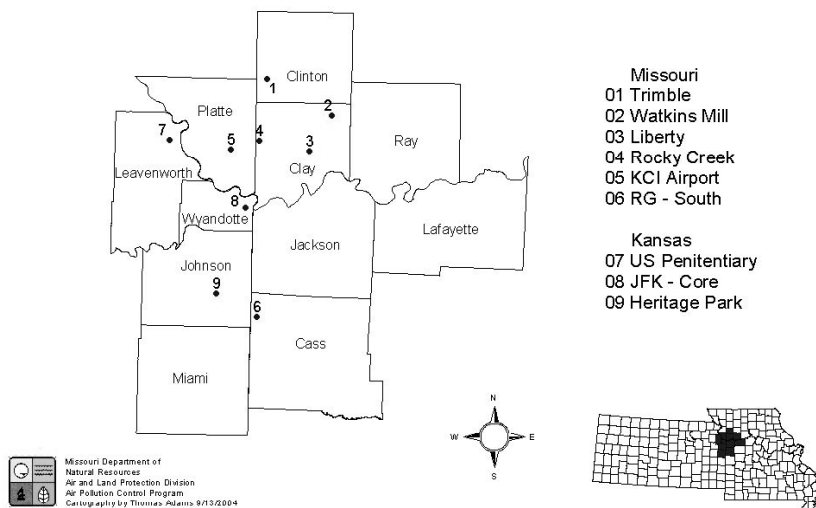 Clinton
1
Platte
2
7
5
4
3
Ray
Clay
Leavenworth
8
Wyandotte
Lafayette
Jackson
Johnson
9
6
Cass
Miami
Missouri
01 Trimble
02 Watkins Mill
03 Liberty
04 Rocky Creek
05 KCI Airport
06 RG - South
Kansas
07 US Penitentiary
08 JFK - Core
09 Heritage Park
N
W
E
S
Missouri Department of
Natural Resources
Air and Land Protection Division
Air Pollution Control Program
Cartography by Thomas Adams 9/13/2004